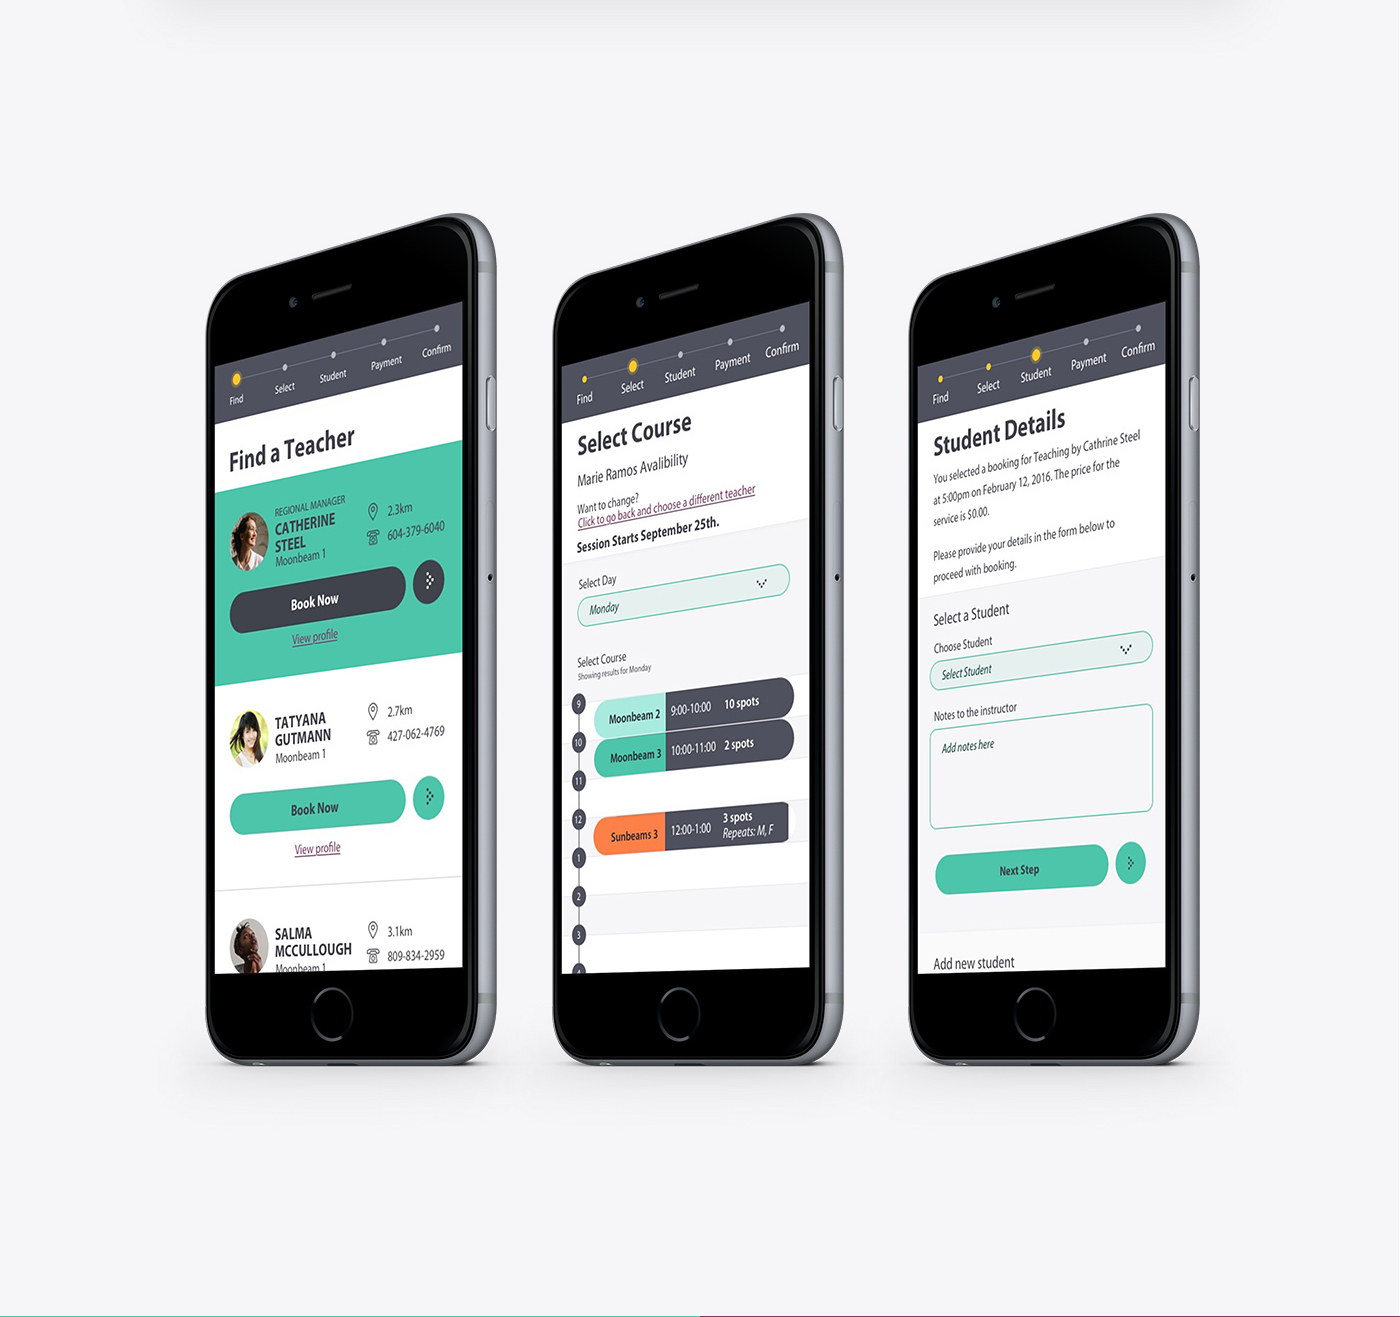 Find
Select
Student
Payment
Confirm
Find a Teacher
REGIONAL MANAGER
CATHERINE
STEEL
Moonbeam 1
2.3km
604-379-6040
Book Now
View profile
TATYANA
GUTMANN
Moonbeam 1
2.7km
427-062-4769
Book Now
View profile
SALMA
MCCULLOUGH
Moonbeam 1
3.1km
809-834-2959
Find
Select
Student
Payment
Confirm
Select Course
Marie Ramos Avalibility
Want to change?
Click to go back and choose a different teacher
Session Starts September 25th.
Select Day
Monday
Select Course
Showing results for Monday
9
Moonbeam 2 9:00-10:00 10 spots
10
Moonbeam 3 10:00-11:00 2 spots
11
12
Sunbeams 3 12:00-1:00 3 spots
Repeats: M, F
1
2
3
Find
Select
Student
Payment
Confirm
Student Details
You selected a booking for Teaching by Cathrine Steel
at 5:00pm on February 12, 2016. The price for the
service is $0.00.
Please provide your details in the form below to
proceed with booking.
Select a Student
Choose Student
Select Student
Notes to the instructor
Add notes here
Next Step
Add new student